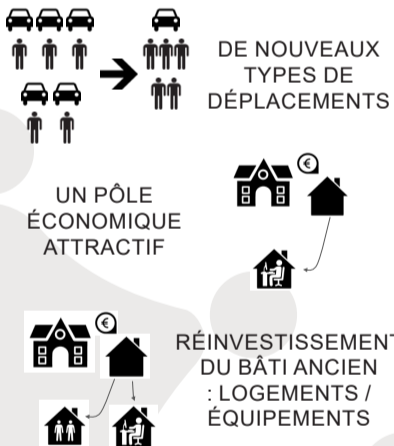 DE NOUVEAUX
TYPES DE
DÉPLACEMENTS
€
UN PÔLE
ÉCONOMIQUE
ATTRACTIF
€
RÉINVESTISSEMENT
DU BÂTI ANCIEN
: LOGEMENTS /
ÉQUIPEMENTS